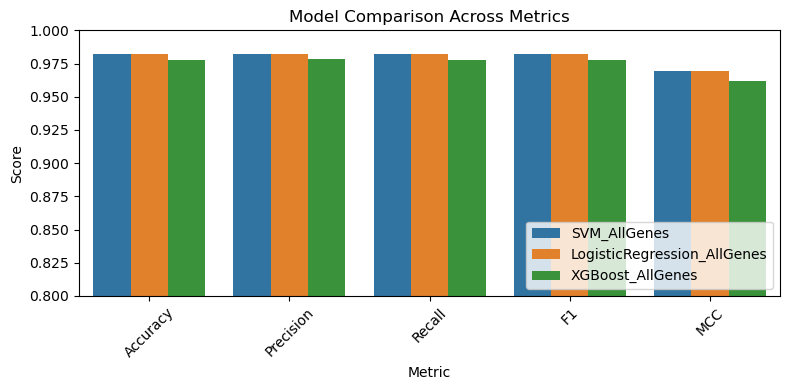 Model Comparison Across Metrics
1.000
0.975
0.950
0.925
0.900
0.875
0.850
0.825
0.800
Score
SVM_AllGenes
LogisticRegression_AllGenes
XGBoost_AllGenes
Accuracy
Precision
Recall
F1
MCC
Metric